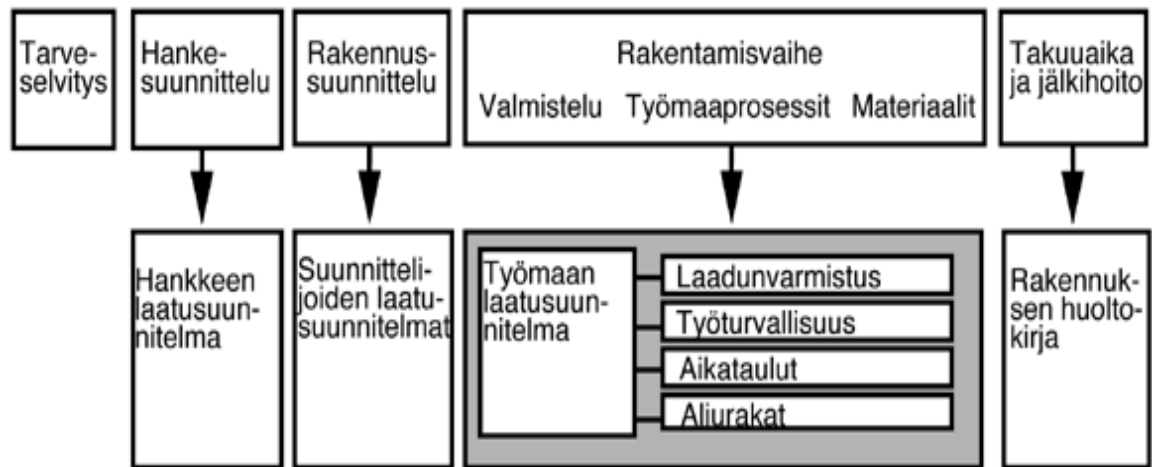 Tarve-
selvitys
Hanke-
suunnittelu
Rakennus-
suunnittelu
Rakentamisvaihe
Valmistelu Työmaaprosessit Materiaalit
Takuuaika
ja jälkihoito
Hankkeen
laatusuun-
nitelma
Suunnitteli-
joiden laatu-
suunnitelmat
Työmaan
laatusuun-
nitelma
Laadunvarmistus
Työturvallisuus
Aikataulut
Aliurakat
Rakennuk-
sen huolto-
kirja